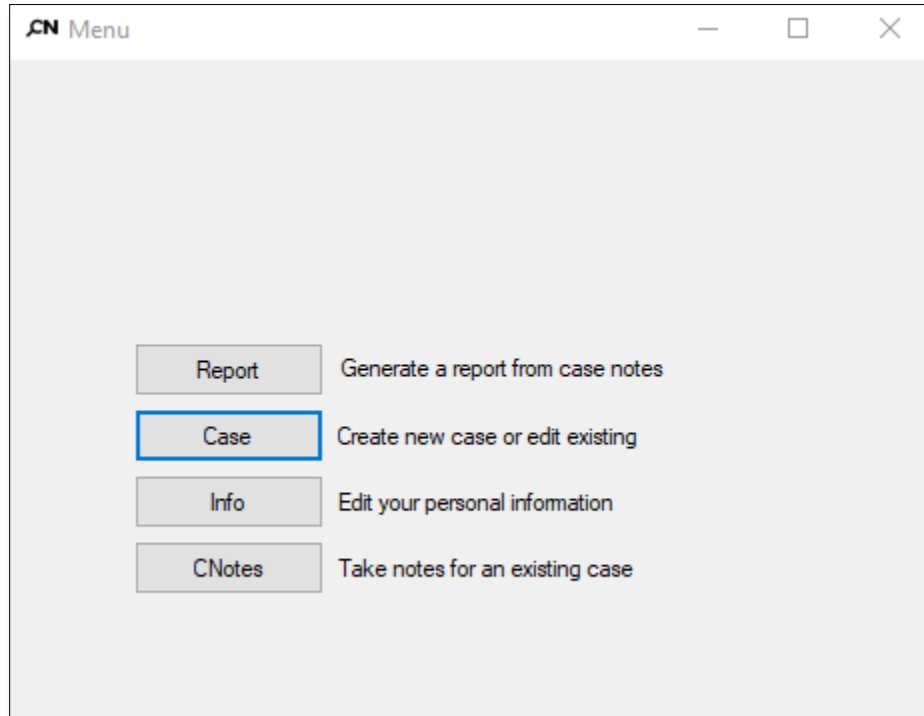 CN Menu
Report Generate a report from case notes
Case Create new case or edit existing
Info Edit your personal information
CNotes Take notes for an existing case